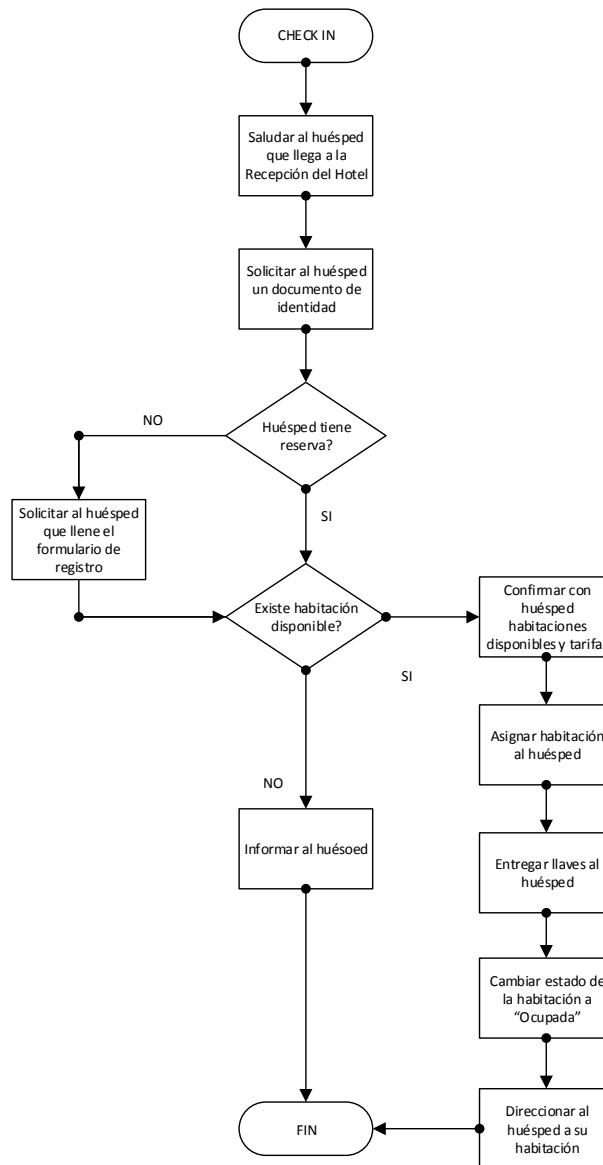 CHECK IN
Saludar al huésped
que llega a la
Recepción del Hotel
Solicitar al huésped
un documento de
identidad
NO
Huésped tiene
reserva?
SI
Solicitar al huésped
que llene el
formulario de
registro
Existe habitación
disponible?
SI
Confirmar con
huésped
habitaciones
disponibles y tarifa
Asignar habitación
al huésped
NO
Informar al huésoed
Entregar llaves al
huésped
Cambiar estado de
la habitación a
“Ocupada”
Direccionar al
huésped a su
habitación
FIN